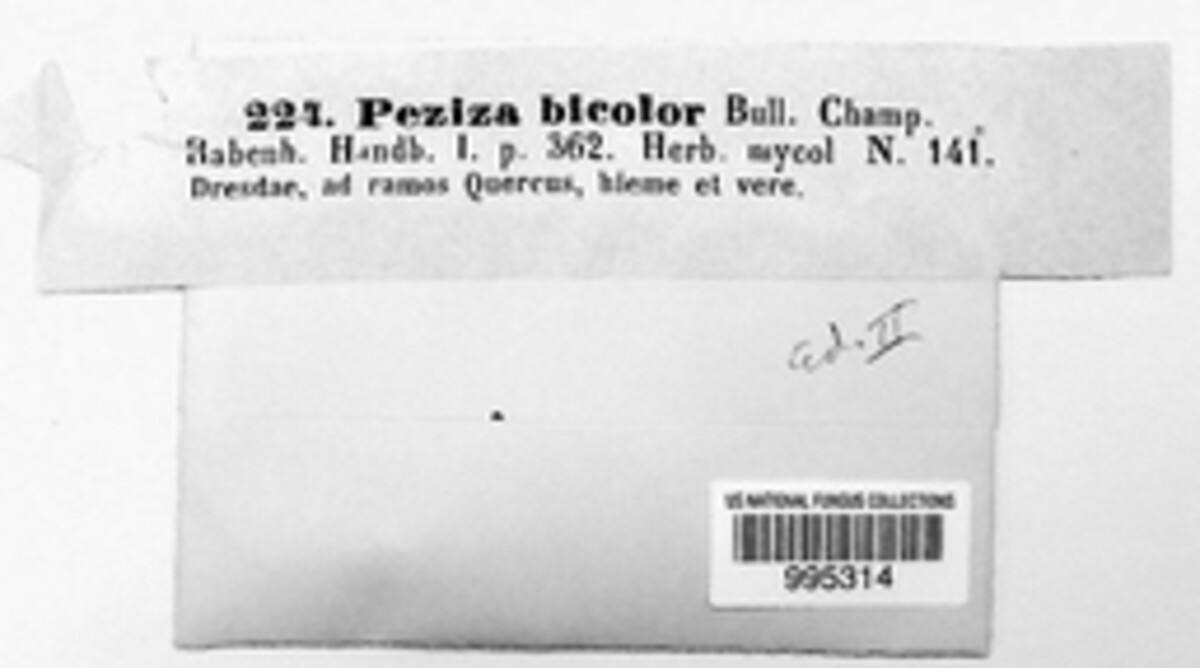 224. Peziza bicolor Bull. Champ.
Rabenh. Handb. I. p. 362. Herb. mycol N. 141.
Dresdae, ad ramos Quercus, hieme et vere.
ed. II
US NATIONAL FUNGUS COLLECTIONS
995314